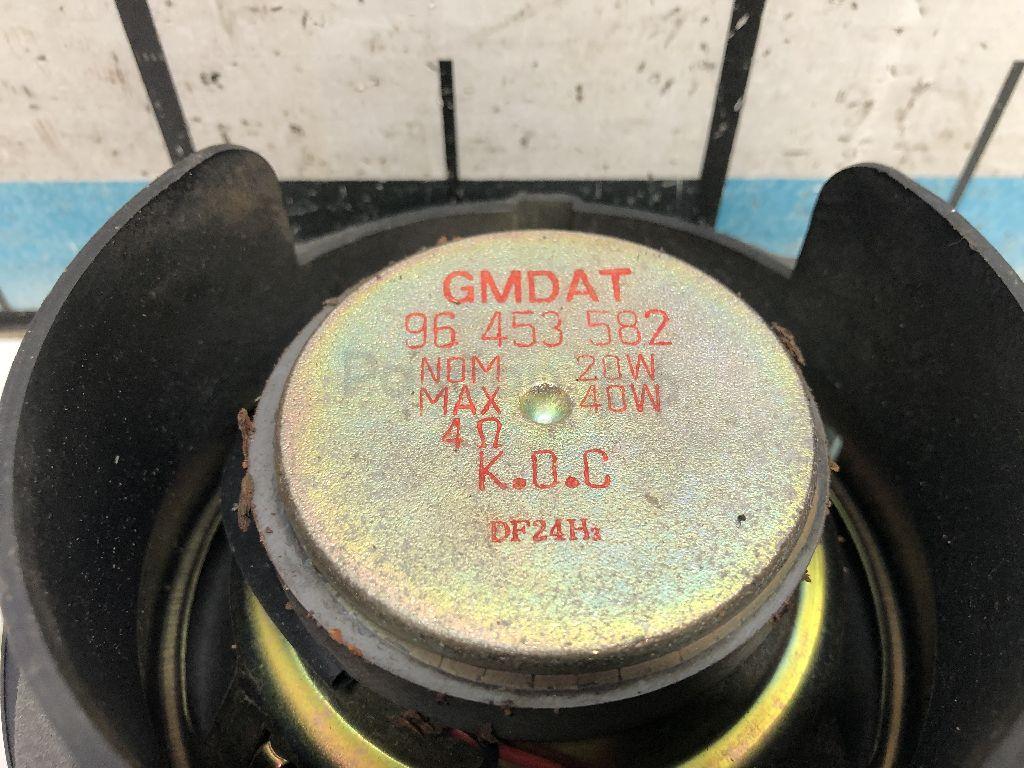 GMDAT
96 453 582
NOM 20W
MAX 40W
4Ω
K.O.C
DF24H₃